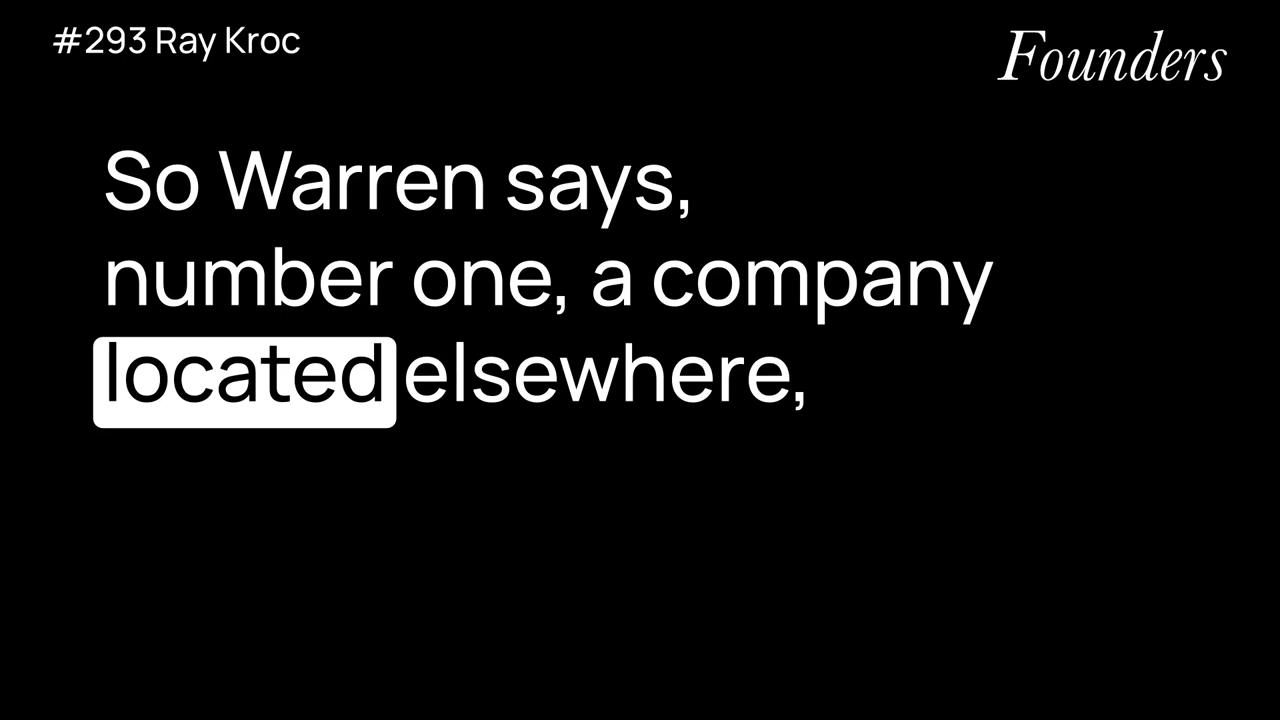 #293 Ray Kroc
Founders
So Warren says,
number one, a company
located elsewhere,